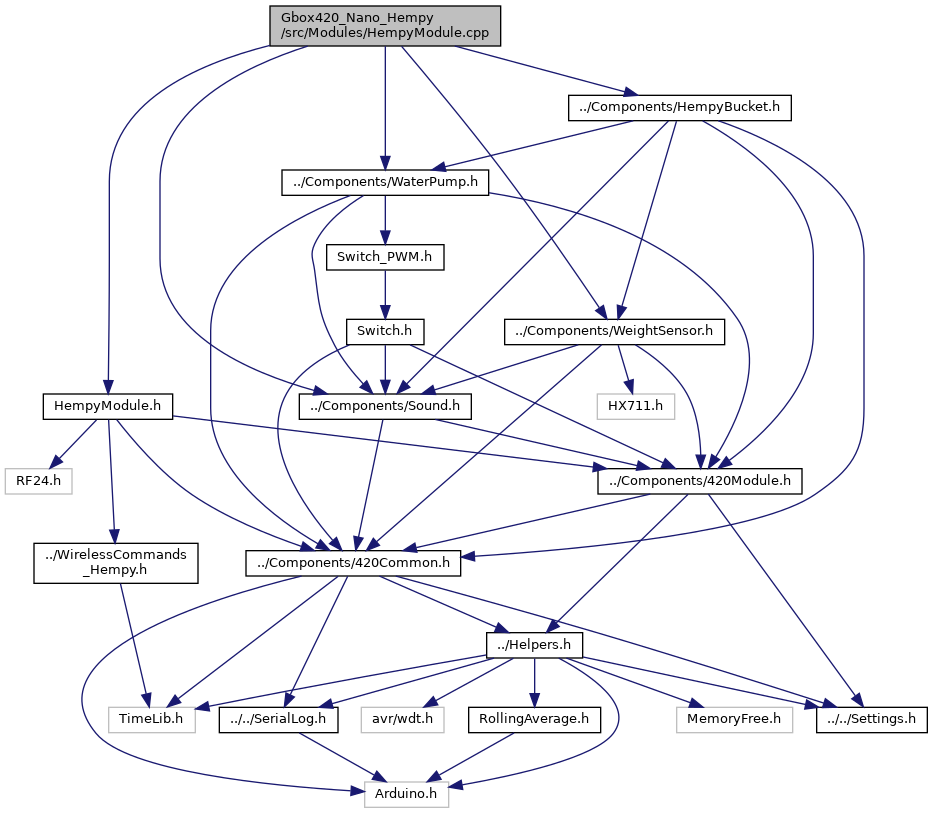 Gbox420_Nano_Hempy
/src/Modules/HempyModule.cpp
../Components/HempyBucket.h
../Components/WaterPump.h
Switch_PWM.h
Switch.h
../Components/WeightSensor.h
HempyModule.h
../Components/Sound.h
HX711.h
RF24.h
../Components/420Module.h
../WirelessCommands
_Hempy.h
../Components/420Common.h
../Helpers.h
TimeLib.h
../../SerialLog.h
avr/wdt.h
RollingAverage.h
MemoryFree.h
../../Settings.h
Arduino.h